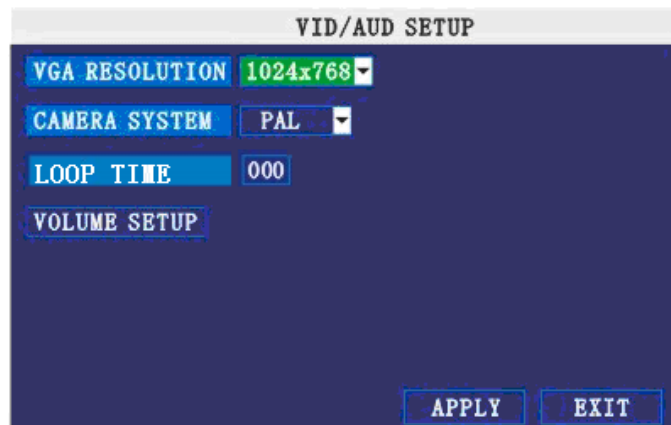 VID/AUD SETUP
VGA RESOLUTION 1024x768
CAMERA SYSTEM PAL
LOOP TIME 000
VOLUME SETUP
APPLY EXIT